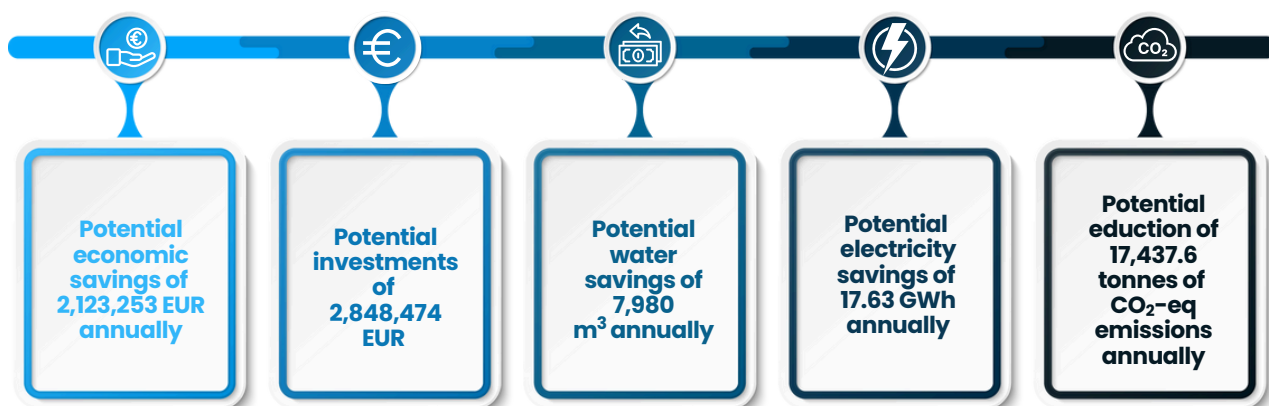 CO₂
Potential
economic
savings of
2,123,253 EUR
annually
Potential
investments
of
2,848,474
EUR
Potential
water
savings of
7,980
m³ annually
Potential
electricity
savings of
17.63 GWh
annually
Potential
eduction of
17,437.6
tonnes of
CO₂-eq
emissions
annually